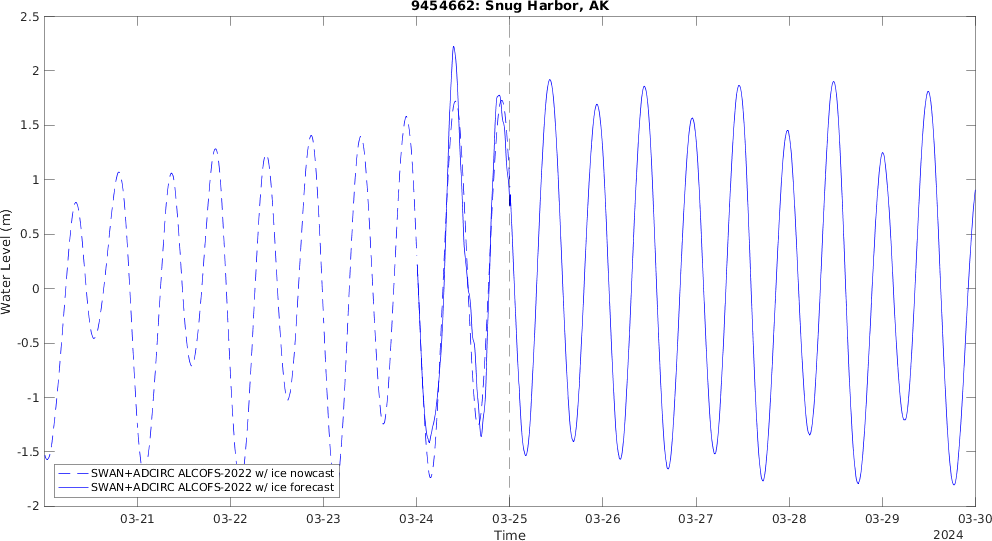 9454662: Snug Harbor, AK
2.5
2
1.5
1
0.5
0
-0.5
-1
-1.5
-2
Water Level (m)
SWAN+ADCIRC ALCOFS-2022 w/ ice nowcast
SWAN+ADCIRC ALCOFS-2022 w/ ice forecast
03-21 03-22 03-23 03-24 03-25 03-26 03-27 03-28 03-29 03-30
Time
2024